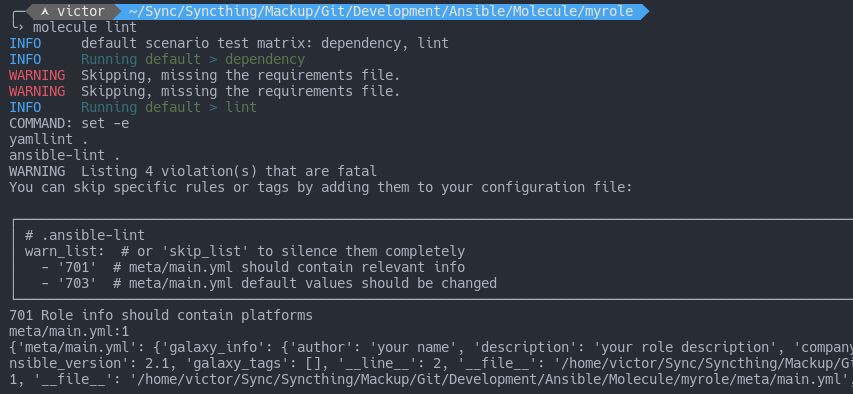 victor ~/Sync/Syncthing/Mackup/Git/Development/Ansible/Molecule/myrole
molecule lint
INFO     default scenario test matrix: dependency, lint
INFO     Running default > dependency
WARNING  Skipping, missing the requirements file.
WARNING  Skipping, missing the requirements file.
INFO     Running default > lint
COMMAND: set -e
yamllint .
ansible-lint .
WARNING  Listing 4 violation(s) that are fatal
You can skip specific rules or tags by adding them to your configuration file:
# .ansible-lint
warn_list:  # or 'skip_list' to silence them completely
  - '701'  # meta/main.yml should contain relevant info
  - '703'  # meta/main.yml default values should be changed
701 Role info should contain platforms
meta/main.yml:1
{'meta/main.yml': {'galaxy_info': {'author': 'your name', 'description': 'your role description', 'company
nsible_version': 2.1, 'galaxy_tags': [], '__line__': 2, '__file__': '/home/victor/Sync/Syncthing/Mackup/Gi
1, '__file__': '/home/victor/Sync/Syncthing/Mackup/Git/Development/Ansible/Molecule/myrole/meta/main.yml',